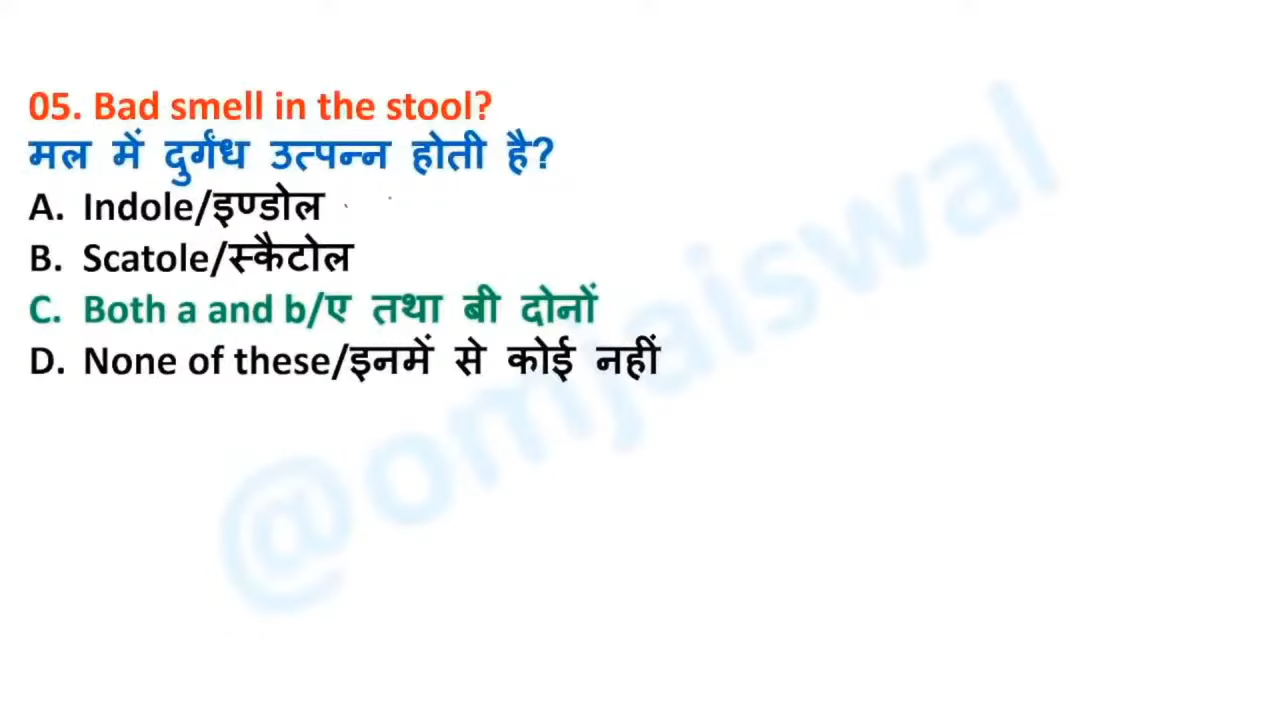 05. Bad smell in the stool?
मल में दुर्गंध उत्पन्न होती है?
A. Indole/इण्डोल
B. Scatole/स्कैटोल
C. Both a and b/ए तथा बी दोनों
D. None of these/इनमें से कोई नहीं
@omjaiswal